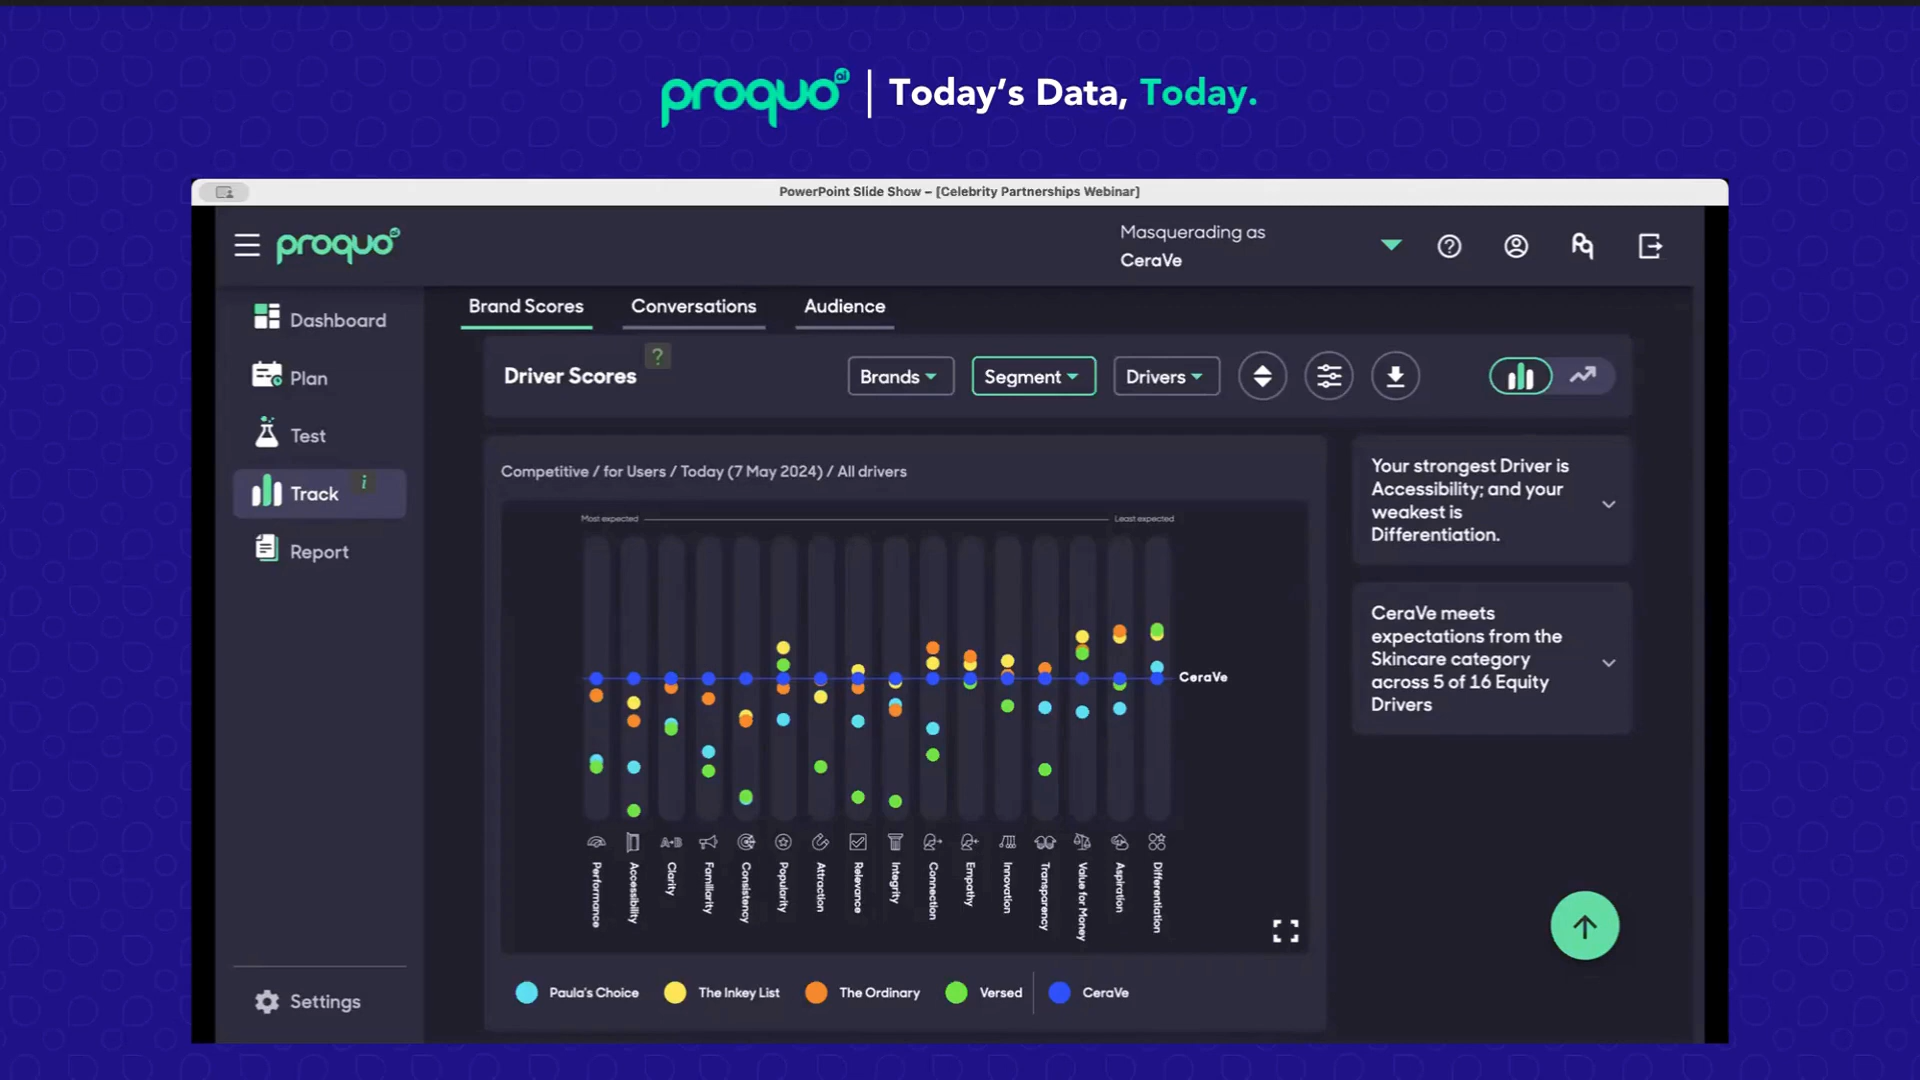 proquo ai | Today's Data, Today.
PowerPoint Slide Show – [Celebrity Partnerships Webinar]
proquo ai
Masquerading as
CeraVe
Dashboard
Plan
Test
Track i
Report
Settings
Brand Scores
Conversations
Audience
Driver Scores ?
Brands
Segment
Drivers
Competitive / for Users / Today (7 May 2024) / All drivers
Most expected
Least expected
CeraVe
Performance
Accessibility
Clarity
Familiarity
Consistency
Popularity
Attraction
Relevance
Integrity
Connection
Empathy
Innovation
Transparency
Value for Money
Aspiration
Differentiation
Paula's Choice
The Inkey List
The Ordinary
Versed
CeraVe
Your strongest Driver is
Accessibility; and your
weakest is
Differentiation.
CeraVe meets
expectations from the
Skincare category
across 5 of 16 Equity
Drivers